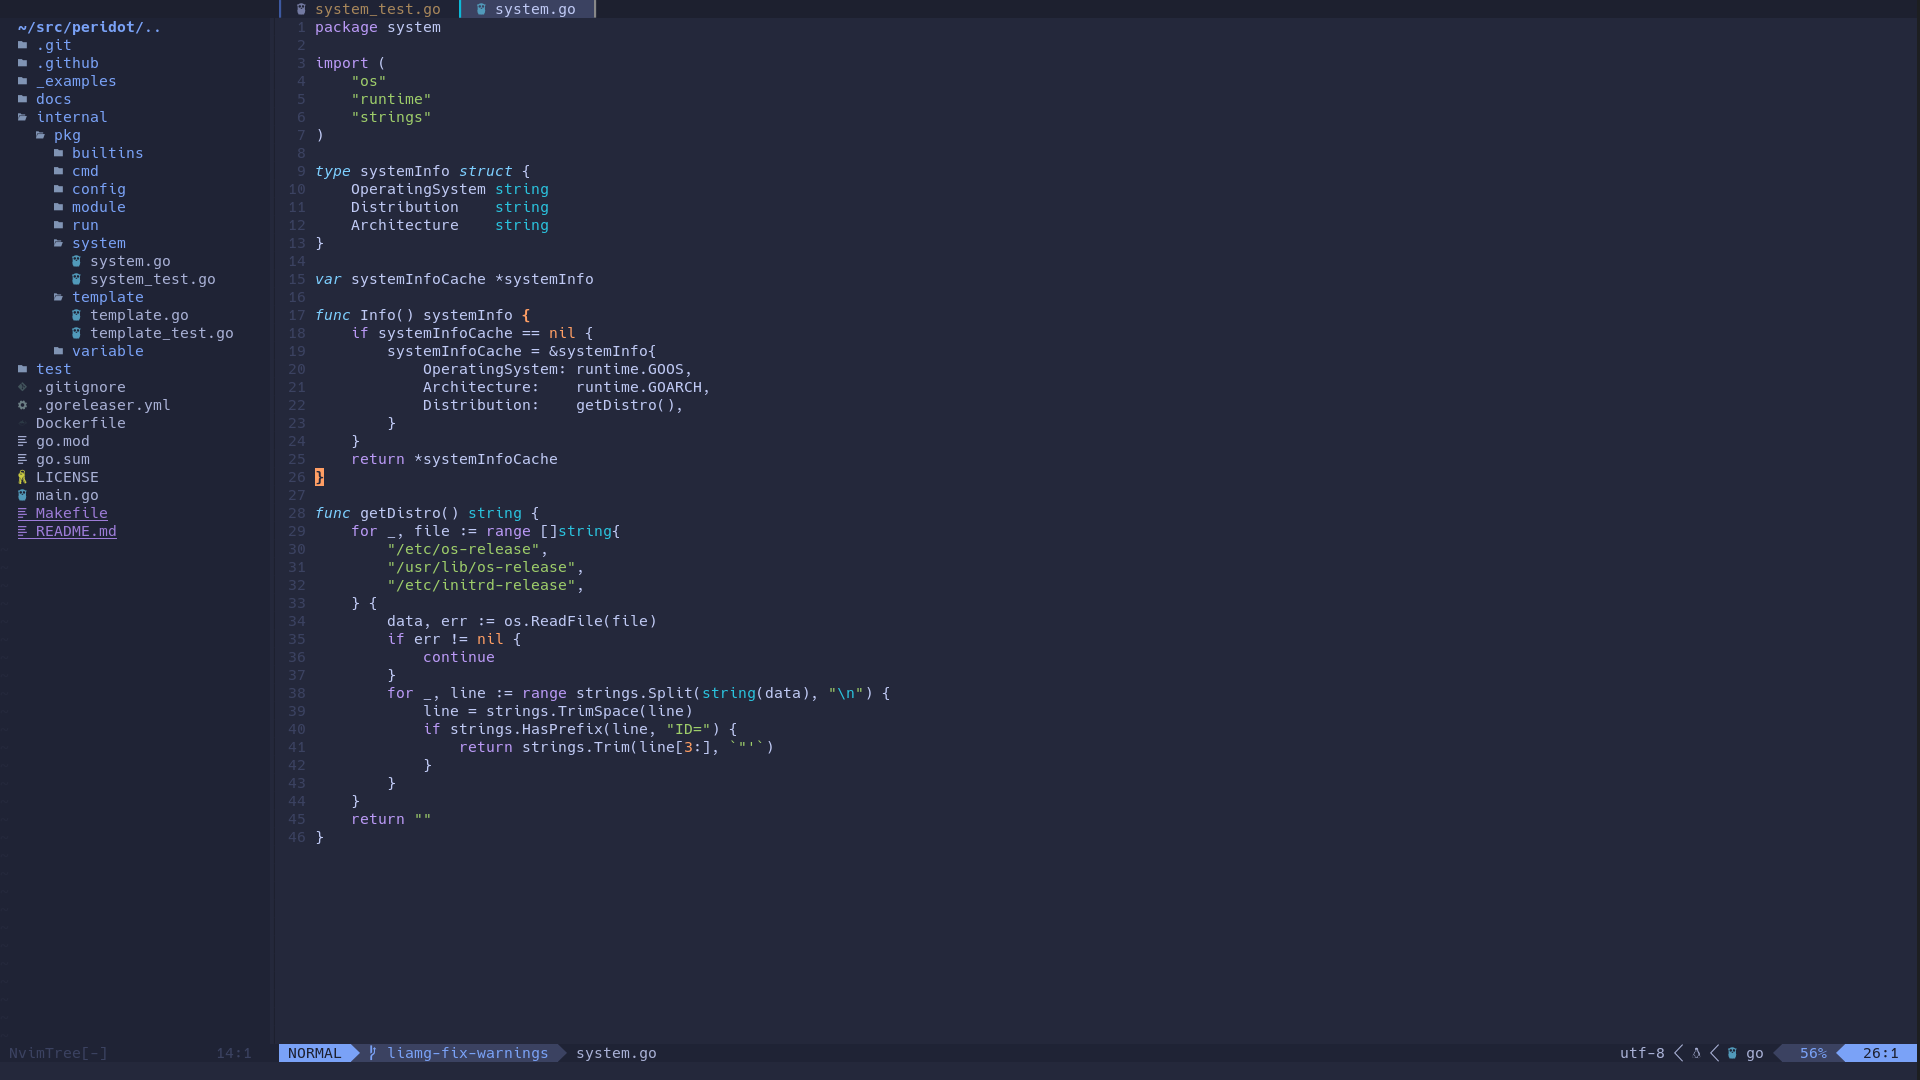 system_test.go system.go
~/src/peridot/..
.git
.github
_examples
docs
internal
pkg
builtins
cmd
config
module
run
system
system.go
system_test.go
template
template.go
template_test.go
variable
test
.gitignore
.goreleaser.yml
Dockerfile
go.mod
go.sum
LICENSE
main.go
Makefile
README.md
NvimTree[-] 14:1
1 package system
2
3 import (
4     "os"
5     "runtime"
6     "strings"
7 )
8
9 type systemInfo struct {
10     OperatingSystem string
11     Distribution    string
12     Architecture    string
13 }
14
15 var systemInfoCache *systemInfo
16
17 func Info() systemInfo {
18     if systemInfoCache == nil {
19         systemInfoCache = &systemInfo{
20             OperatingSystem: runtime.GOOS,
21             Architecture:    runtime.GOARCH,
22             Distribution:    getDistro(),
23         }
24     }
25     return *systemInfoCache
26 }
27
28 func getDistro() string {
29     for _, file := range []string{
30         "/etc/os-release",
31         "/usr/lib/os-release",
32         "/etc/initrd-release",
33     } {
34         data, err := os.ReadFile(file)
35         if err != nil {
36             continue
37         }
38         for _, line := range strings.Split(string(data), "\n") {
39             line = strings.TrimSpace(line)
40             if strings.HasPrefix(line, "ID=") {
41                 return strings.Trim(line[3:], `"'`)
42             }
43         }
44     }
45     return ""
46 }
NORMAL liamg-fix-warnings system.go utf-8 go 56% 26:1